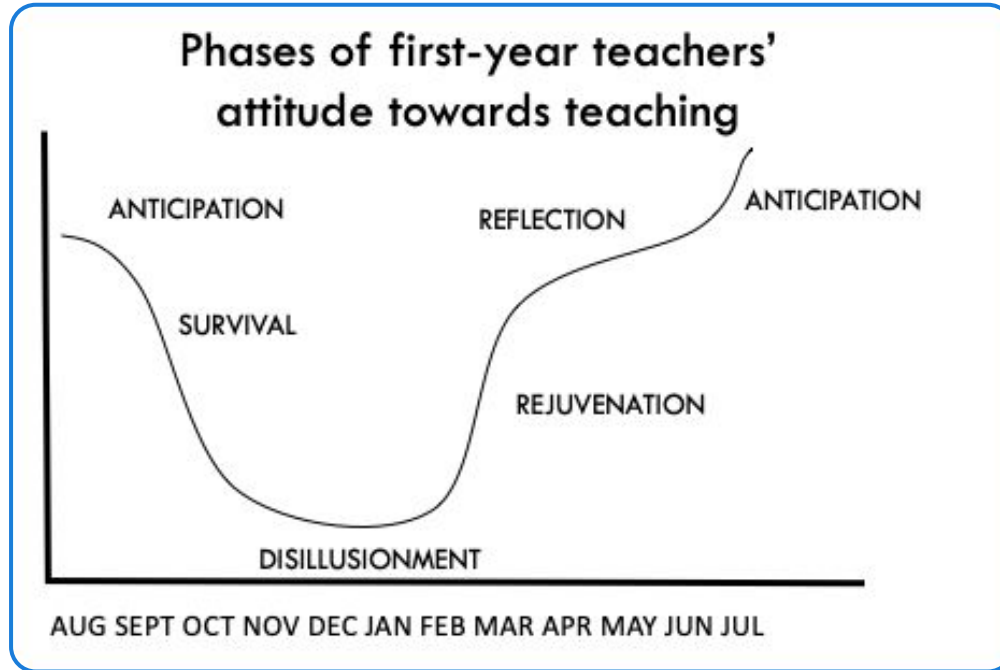 Phases of first-year teachers'
attitude towards teaching
ANTICIPATION
REFLECTION
ANTICIPATION
SURVIVAL
REJUVENATION
DISILLUSIONMENT
AUG SEPT OCT NOV DEC JAN FEB MAR APR MAY JUN JUL